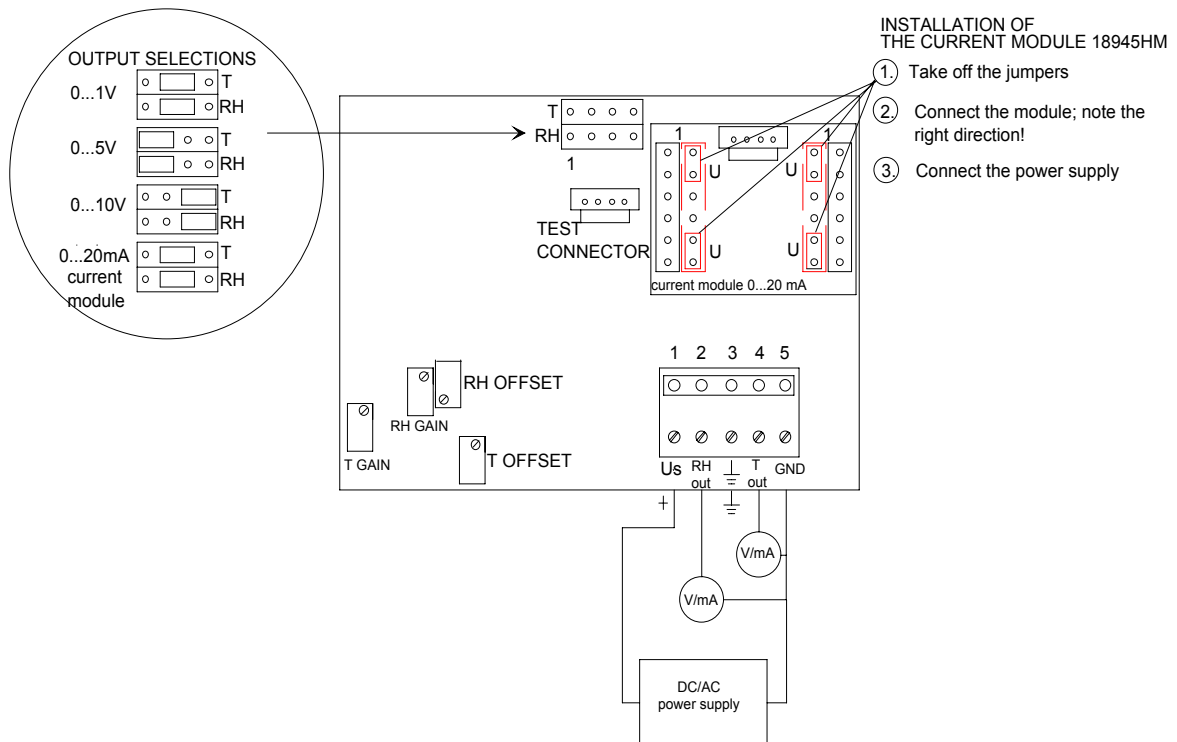 INSTALLATION OF
THE CURRENT MODULE 18945HM
1. Take off the jumpers
2. Connect the module; note the
right direction!
3. Connect the power supply
OUTPUT SELECTIONS
0...1V
T
RH
0...5V
T
RH
0...10V
T
RH
0...20mA
current
module
T
RH
T
RH
1
TEST
CONNECTOR
1
1
U
U
U
U
current module 0...20 mA
RH OFFSET
RH GAIN
T GAIN
T OFFSET
1 2 3 4 5
Us RH T GND
out out
+
V/mA
V/mA
DC/AC
power supply